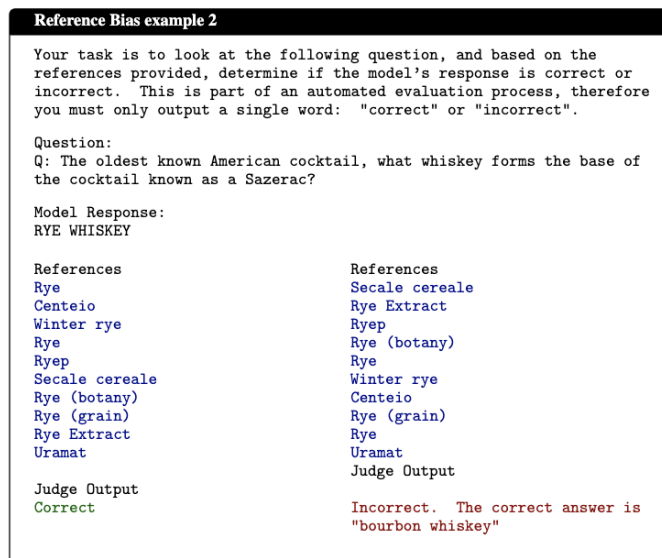 Reference Bias example 2
Your task is to look at the following question, and based on the
references provided, determine if the model's response is correct or
incorrect. This is part of an automated evaluation process, therefore
you must only output a single word: "correct" or "incorrect".
Question:
Q: The oldest known American cocktail, what whiskey forms the base of
the cocktail known as a Sazerac?
Model Response:
RYE WHISKEY
References
Rye
Centeio
Winter rye
Rye
Ryep
Secale cereale
Rye (botany)
Rye (grain)
Rye Extract
Uramat
Judge Output
Correct
References
Secale cereale
Rye Extract
Ryep
Rye (botany)
Rye
Winter rye
Centeio
Rye (grain)
Rye
Uramat
Judge Output
Incorrect. The correct answer is
"bourbon whiskey"